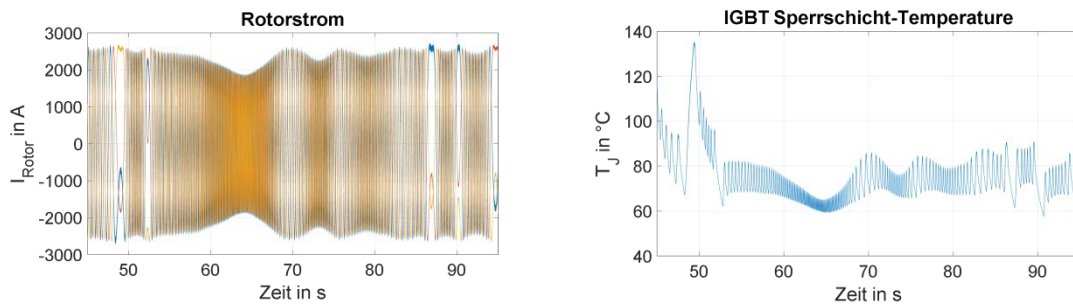 Rotorstrom
3000
2000
1000
0
-1000
-2000
-3000
I_Rotor in A
50 60 70 80 90
Zeit in s
IGBT Sperrschicht-Temperature
140
120
100
80
60
40
T_J in °C
50 60 70 80 90
Zeit in s